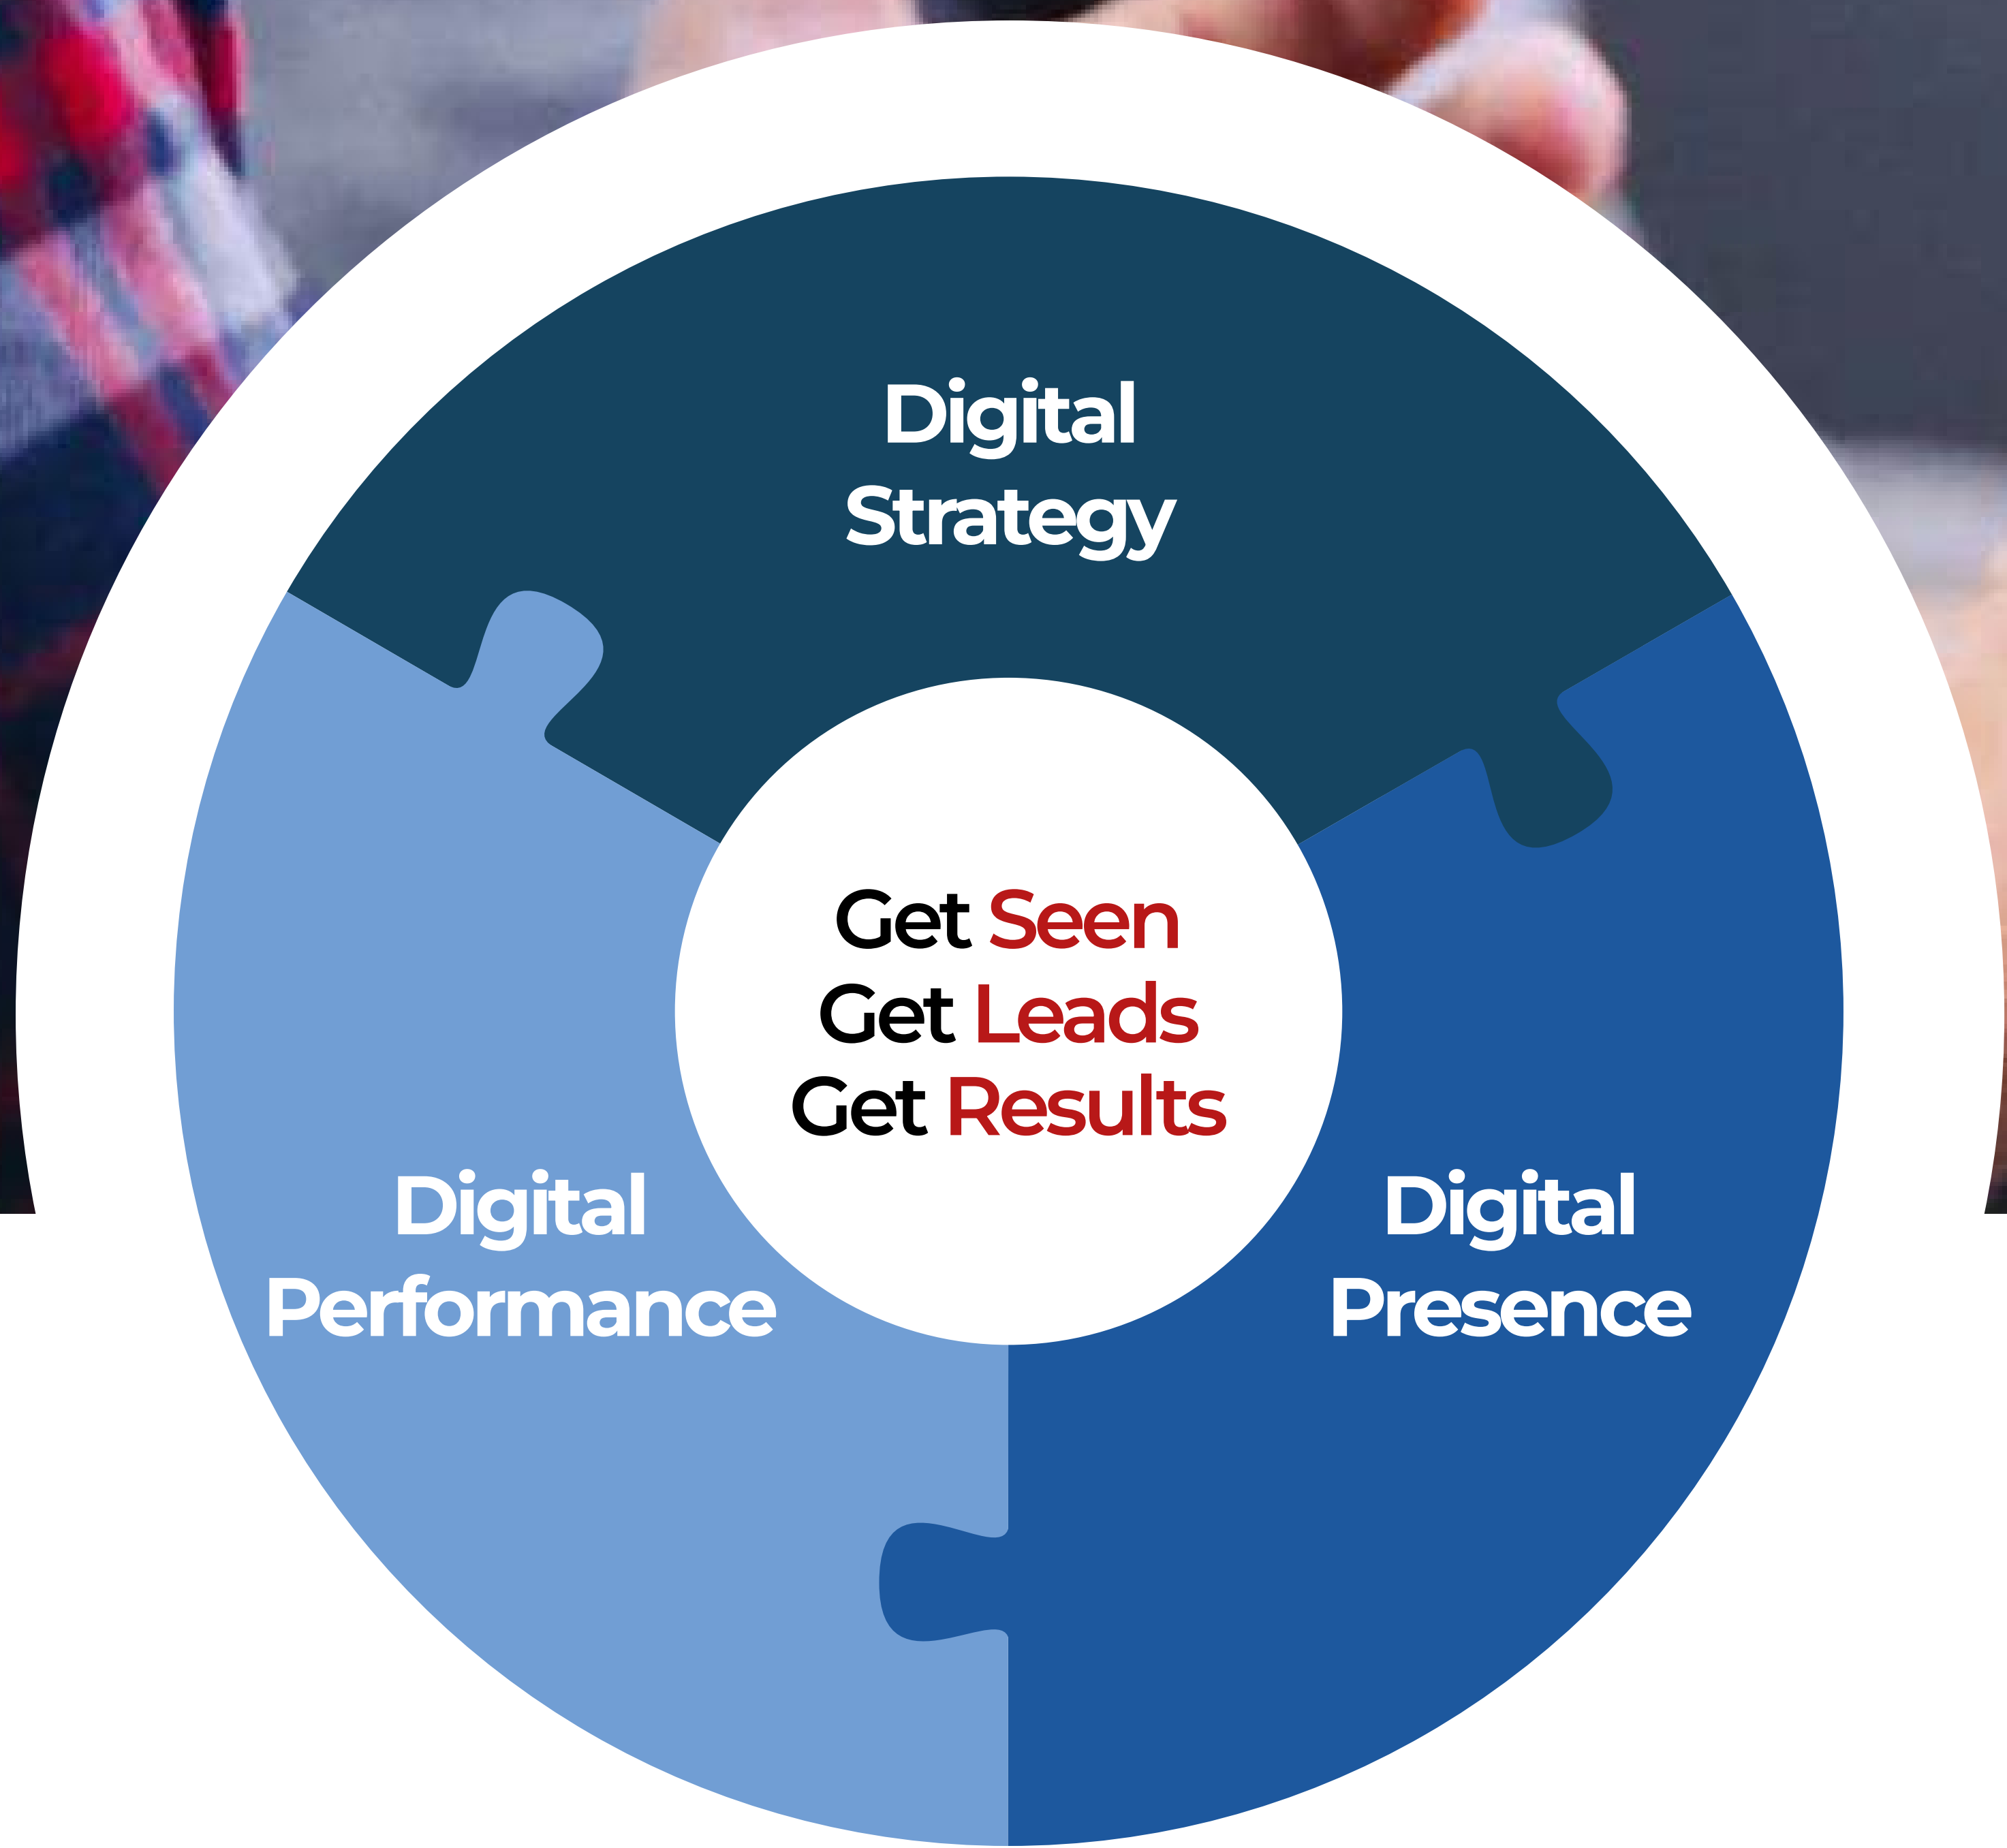 Digital
Strategy
Get Seen
Get Leads
Get Results
Digital
Performance
Digital
Presence